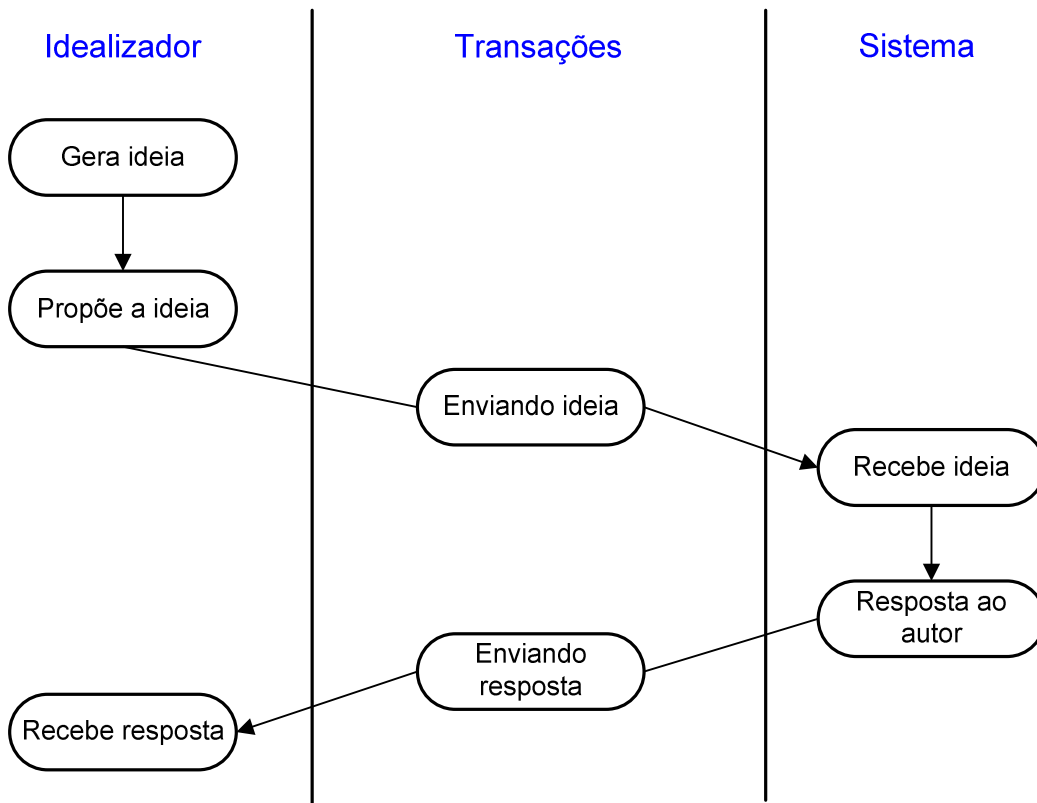 Idealizador
Transações
Sistema
Gera ideia
Propõe a ideia
Enviando ideia
Recebe ideia
Resposta ao
autor
Enviando
resposta
Recebe resposta